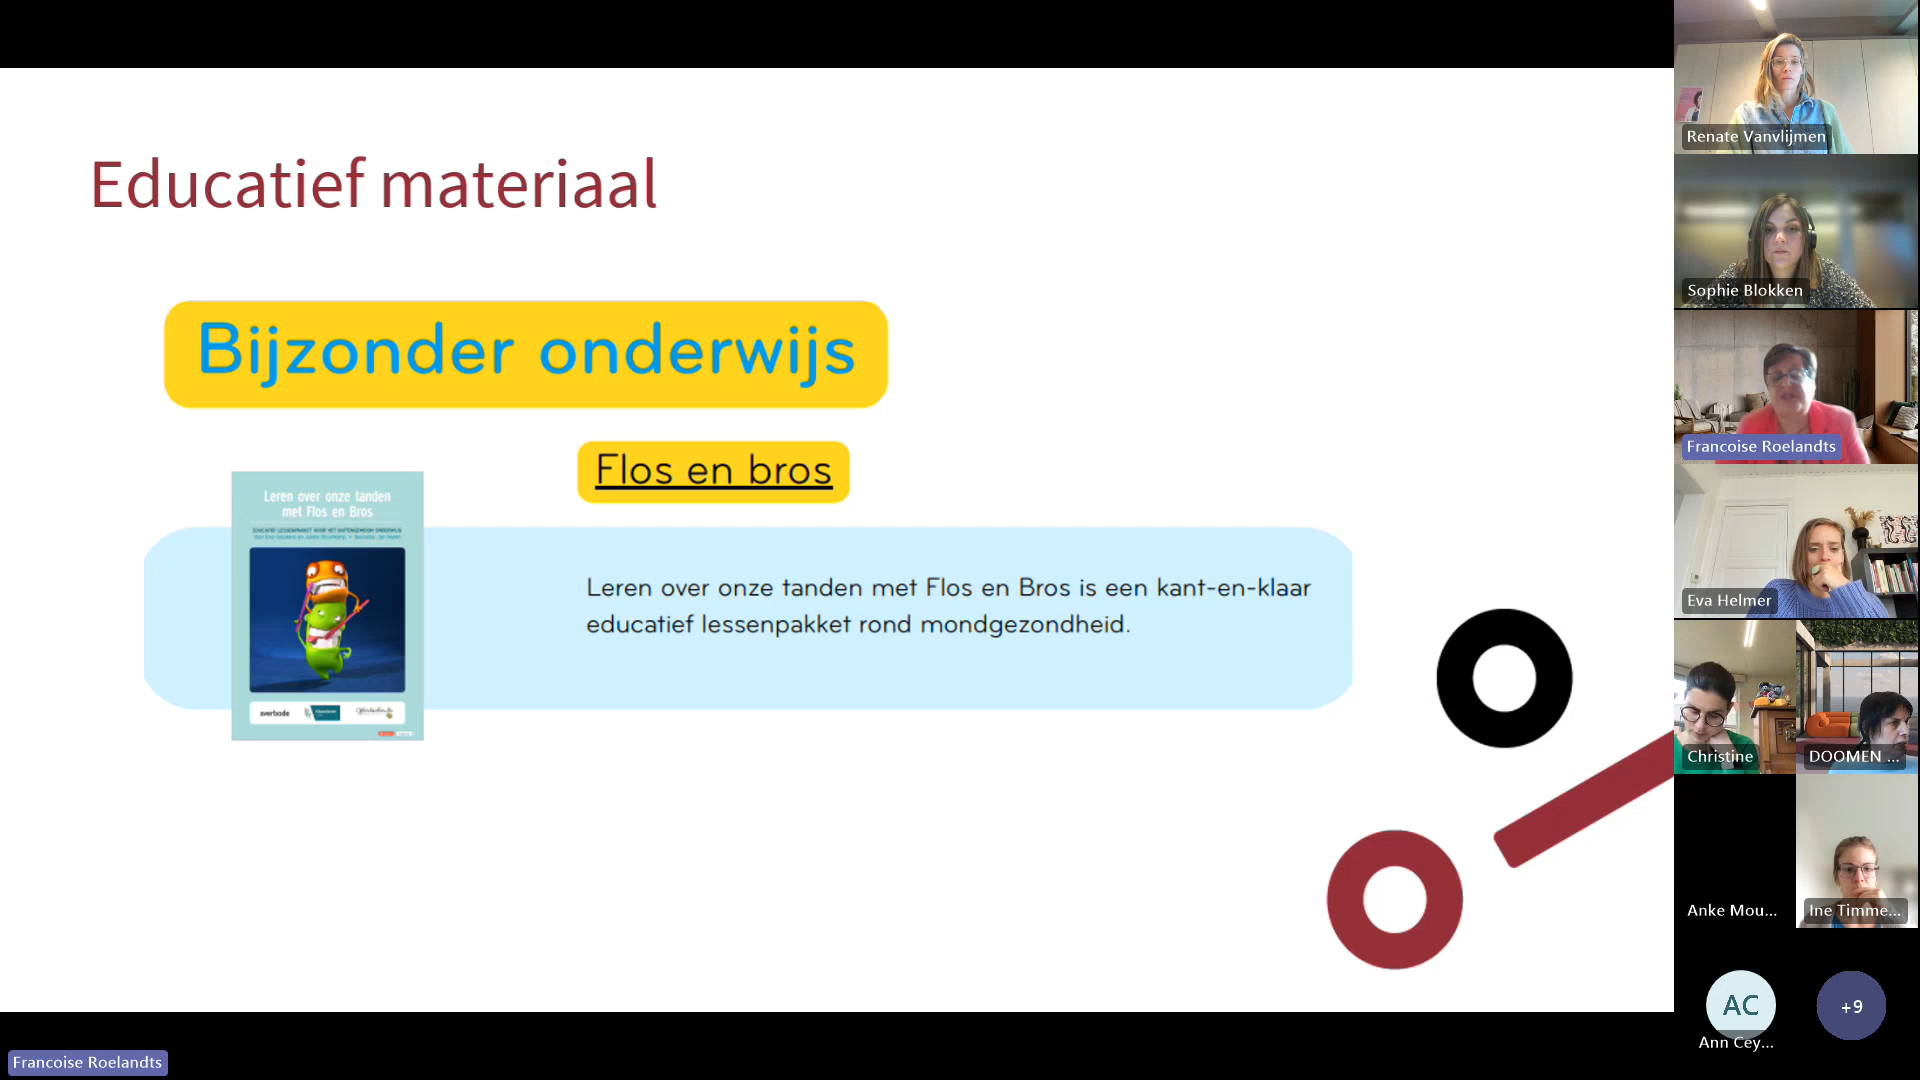 Educatief materiaal
Bijzonder onderwijs
Flos en bros
Leren over onze tanden
met Flos en Bros
Leren over onze tanden met Flos en Bros is een kant-en-klaar
educatief lessenpakket rond mondgezondheid.
averbode
Renate Vanvlijmen
Sophie Blokken
Francoise Roelandts
Eva Helmer
Christine
DOOMEN ...
Anke Mou...
Ine Timme...
AC
Ann Cey...
+9
Francoise Roelandts